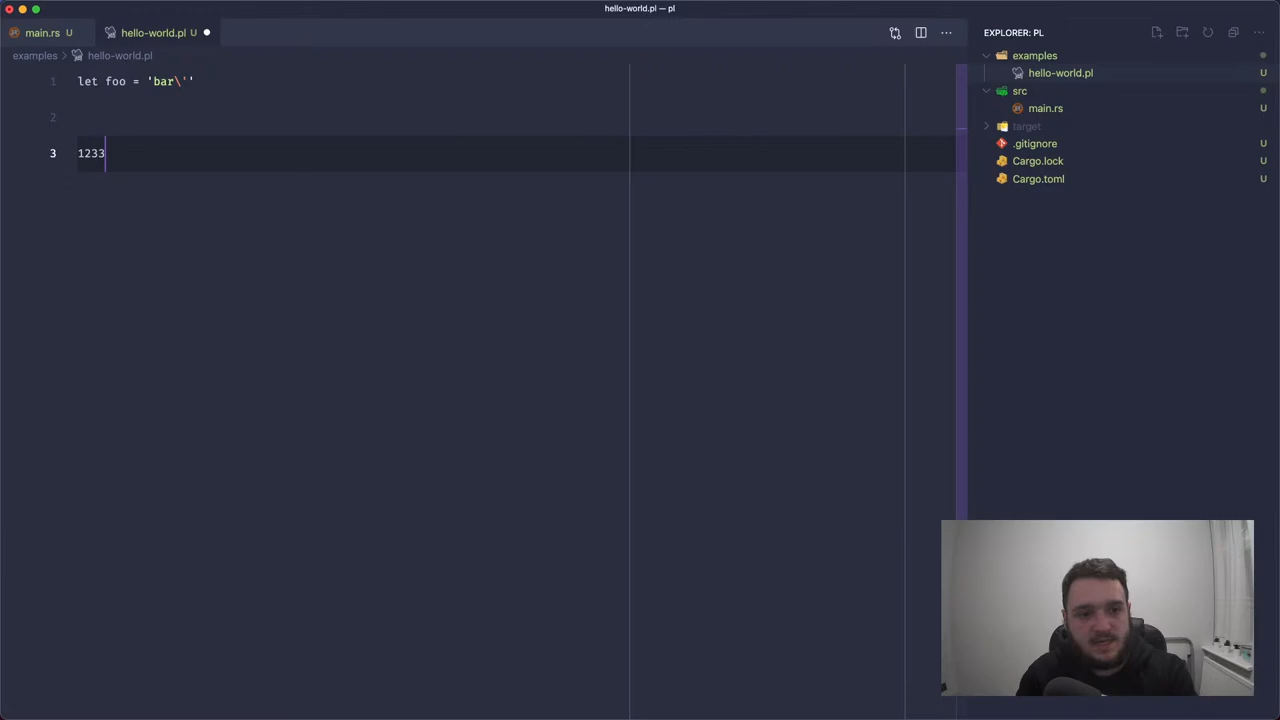 hello-world.pl — pl
main.rs U
hello-world.pl U
examples > hello-world.pl
1 let foo = 'bar\''
2
3 1233
EXPLORER: PL
examples
hello-world.pl U
src
main.rs U
target
.gitignore U
Cargo.lock U
Cargo.toml U